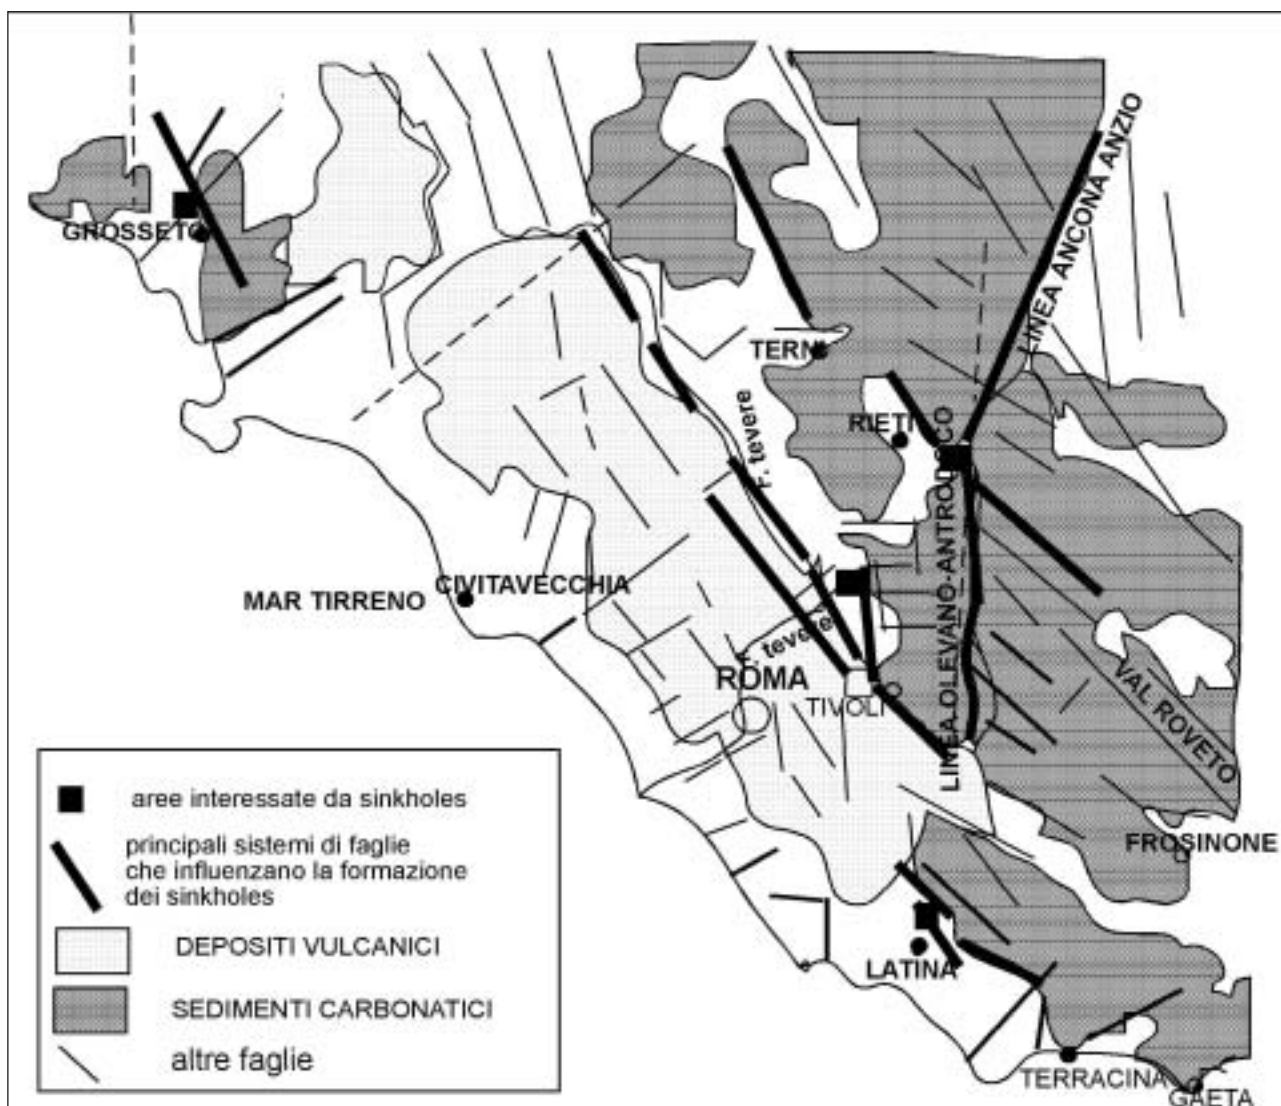 LINEA ANCONA ANZIO
GROSSETO
TERNI
F. tevere
RIETI
LINEA OLEVANO-ANTRODOCO
CIVITAVECCHIA
MAR TIRRENO
F. tevere
ROMA
TIVOLI
VAL ROVETO
FROSINONE
LATINA
TERRACINA
GAETA
aree interessate da sinkholes
principali sistemi di faglie
che influenzano la formazione
dei sinkholes
DEPOSITI VULCANICI
SEDIMENTI CARBONATICI
altre faglie